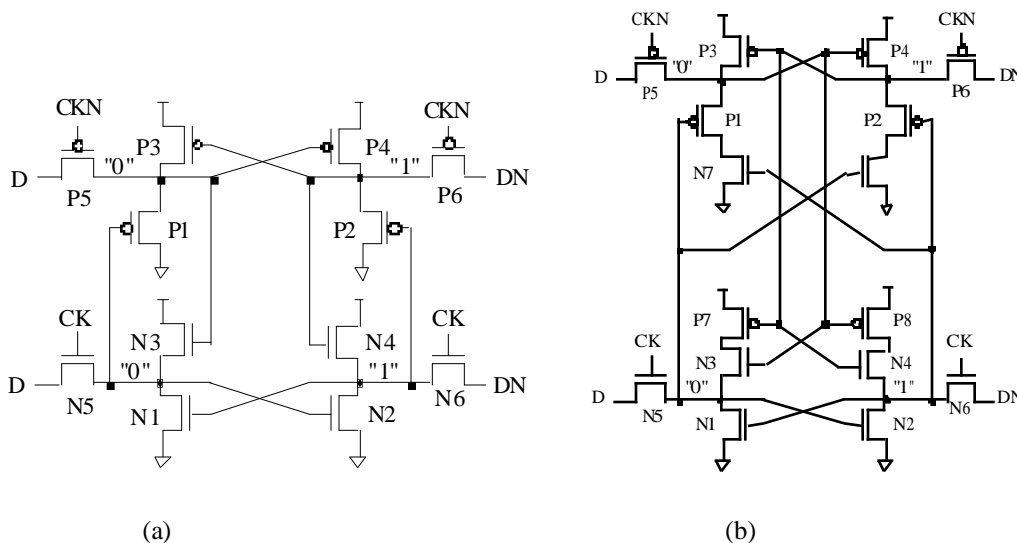 CKN
D
P5
"0"
P3
P4
"1"
CKN
P6
DN
P1
P2
CK
D
N5
"0"
N3
N4
"1"
CK
N6
DN
N1
N2
(a)
CKN
D
P5
"0"
P3
P4
"1"
CKN
P6
DN
P1
P2
N7
P7
P8
CK
D
N5
"0"
N3
N4
"1"
CK
N6
DN
N1
N2
(b)